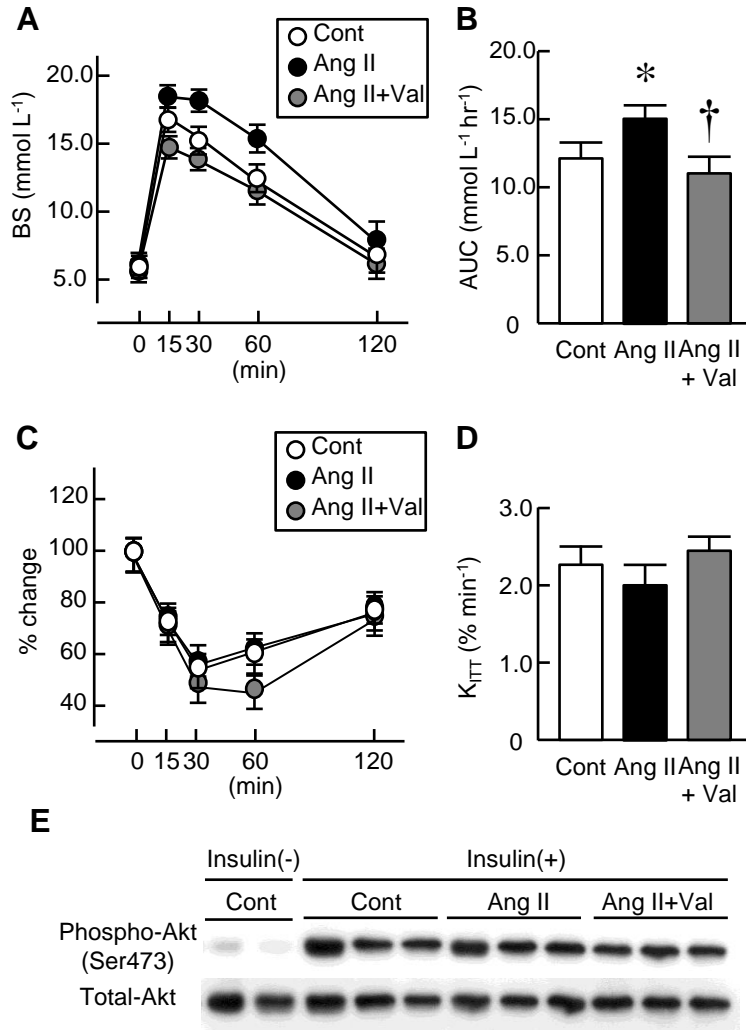 A
Cont
Ang II
Ang II+Val
BS (mmol L⁻¹)
20.0
15.0
10.0
5.0
0 15 30 60 120
(min)
B
AUC (mmol L⁻¹ hr⁻¹)
20.0
15.0
10.0
5.0
0
*
†
Cont Ang II Ang II
+ Val
C
Cont
Ang II
Ang II+Val
% change
120
100
80
60
40
0 15 30 60 120
(min)
D
K_ITT (% min⁻¹)
3.0
2.0
1.0
0
Cont Ang II Ang II
+ Val
E
Insulin(-) Insulin(+)
Cont Cont Ang II Ang II+Val
Phospho-Akt
(Ser473)
Total-Akt